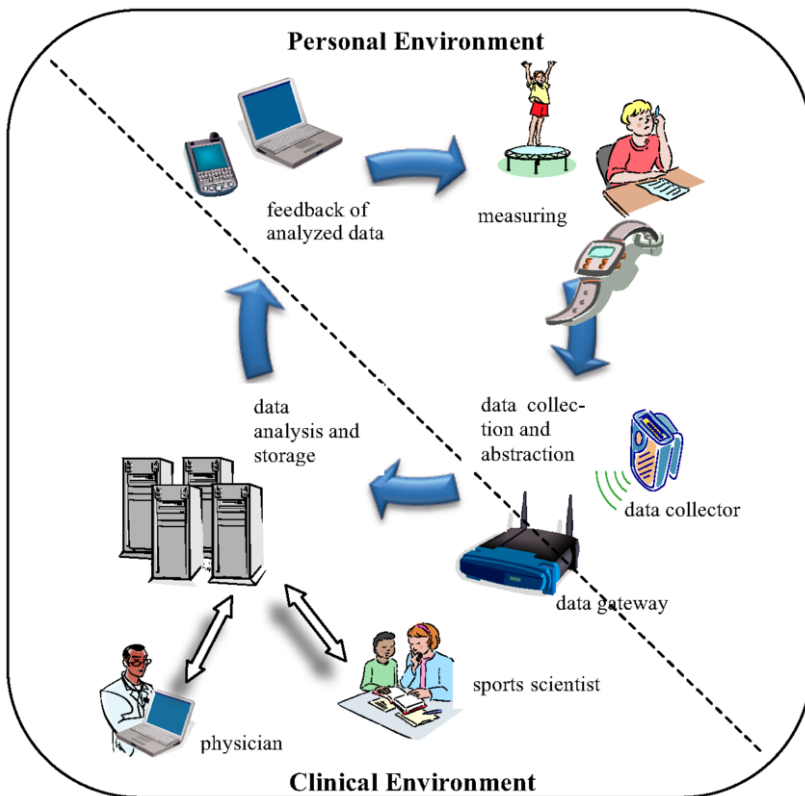 Personal Environment
feedback of
analyzed data
measuring
data
analysis and
storage
data collec-
tion and
abstraction
data collector
data gateway
sports scientist
physician
Clinical Environment